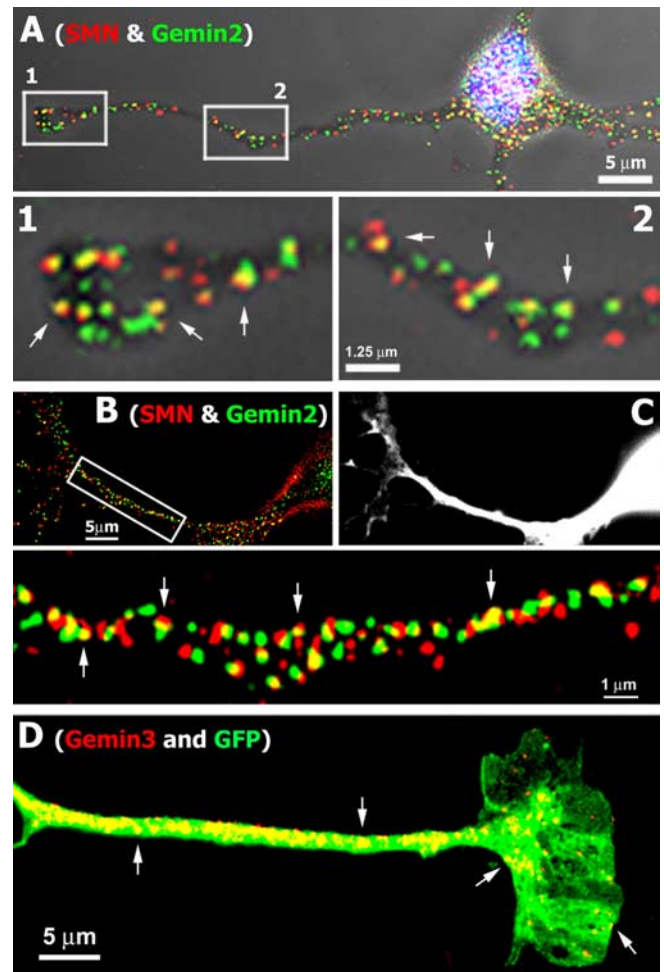 A (SMN & Gemin2)
1
2
5 μm
1
2
1.25 μm
B (SMN & Gemin2)
C
5μm
1 μm
D (Gemin3 and GFP)
5 μm